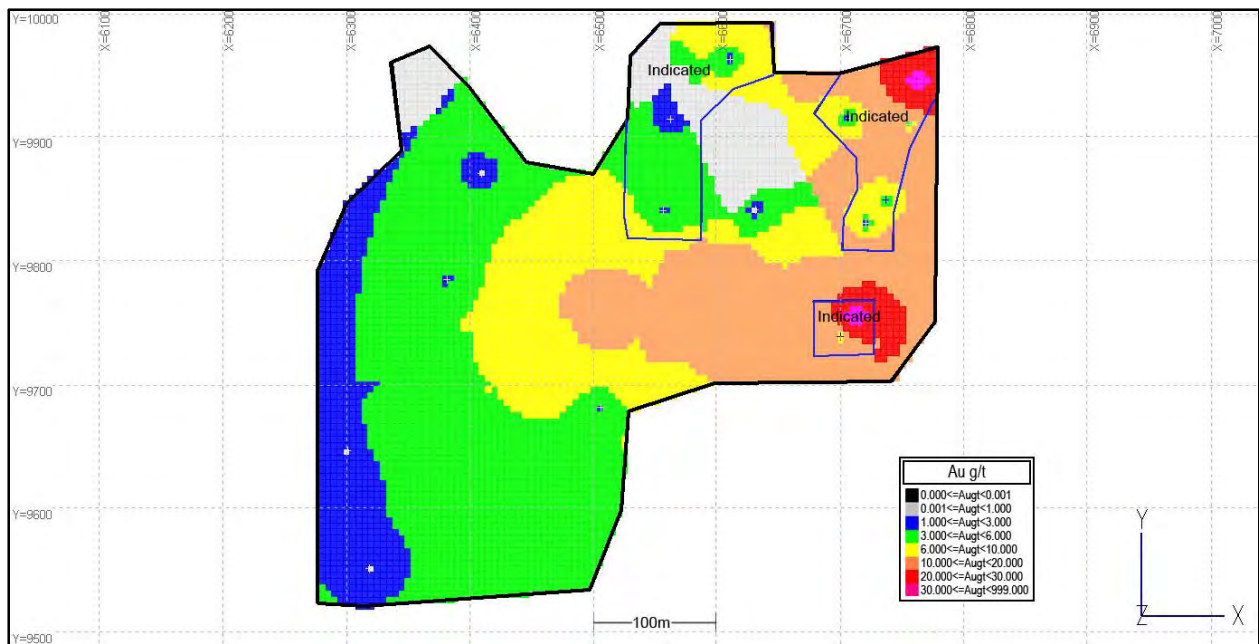 Y=10000
X=6100
X=6200
X=6300
X=6400
X=6500
X=6600
X=6700
X=6800
X=6900
X=7000
Indicated
Y=9900
Indicated
Y=9800
Indicated
Y=9700
Au g/t
0.000<=Augt<0.001
0.001<=Augt<1.000
1.000<=Augt<3.000
3.000<=Augt<6.000
6.000<=Augt<10.000
10.000<=Augt<20.000
20.000<=Augt<30.000
30.000<=Augt<999.000
Y=9600
Y
100m
Z
X
Y=9500